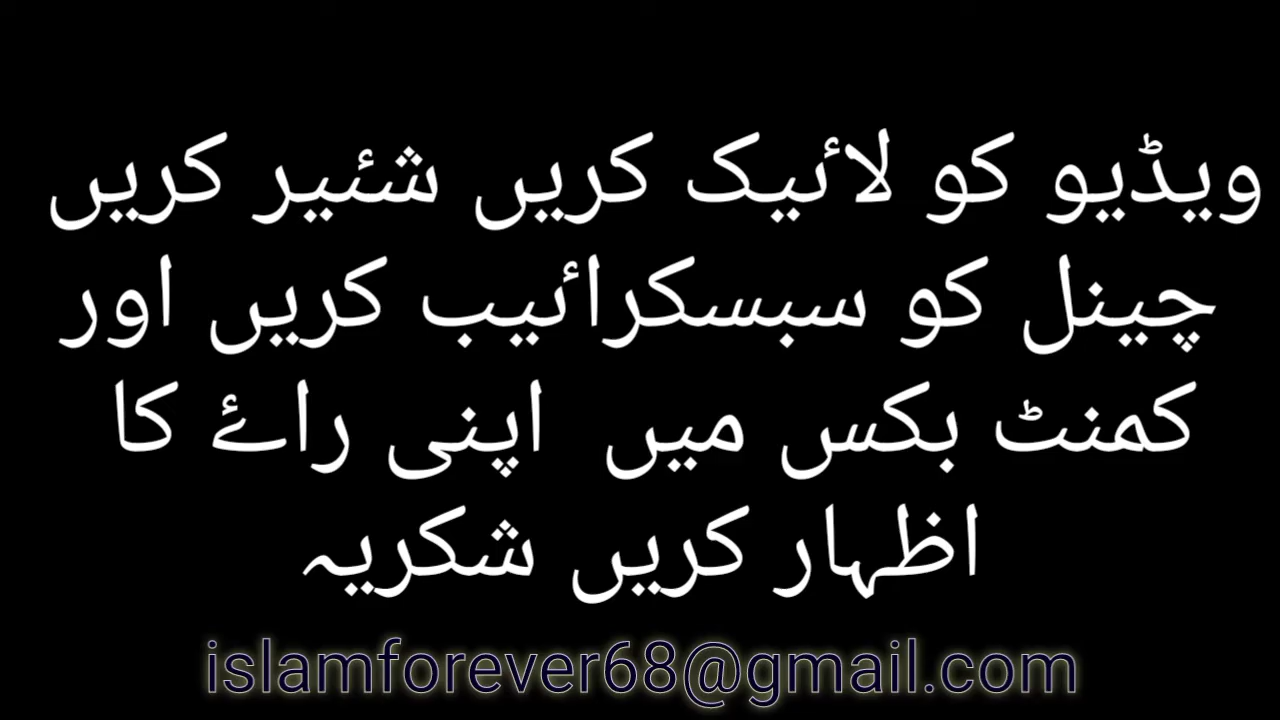 ویڈیو کو لائیک کریں شئیر کریں
چینل کو سبسکرائیب کریں اور
کمنٹ بکس میں اپنی رائے کا
اظہار کریں شکریہ
islamforever68@gmail.com